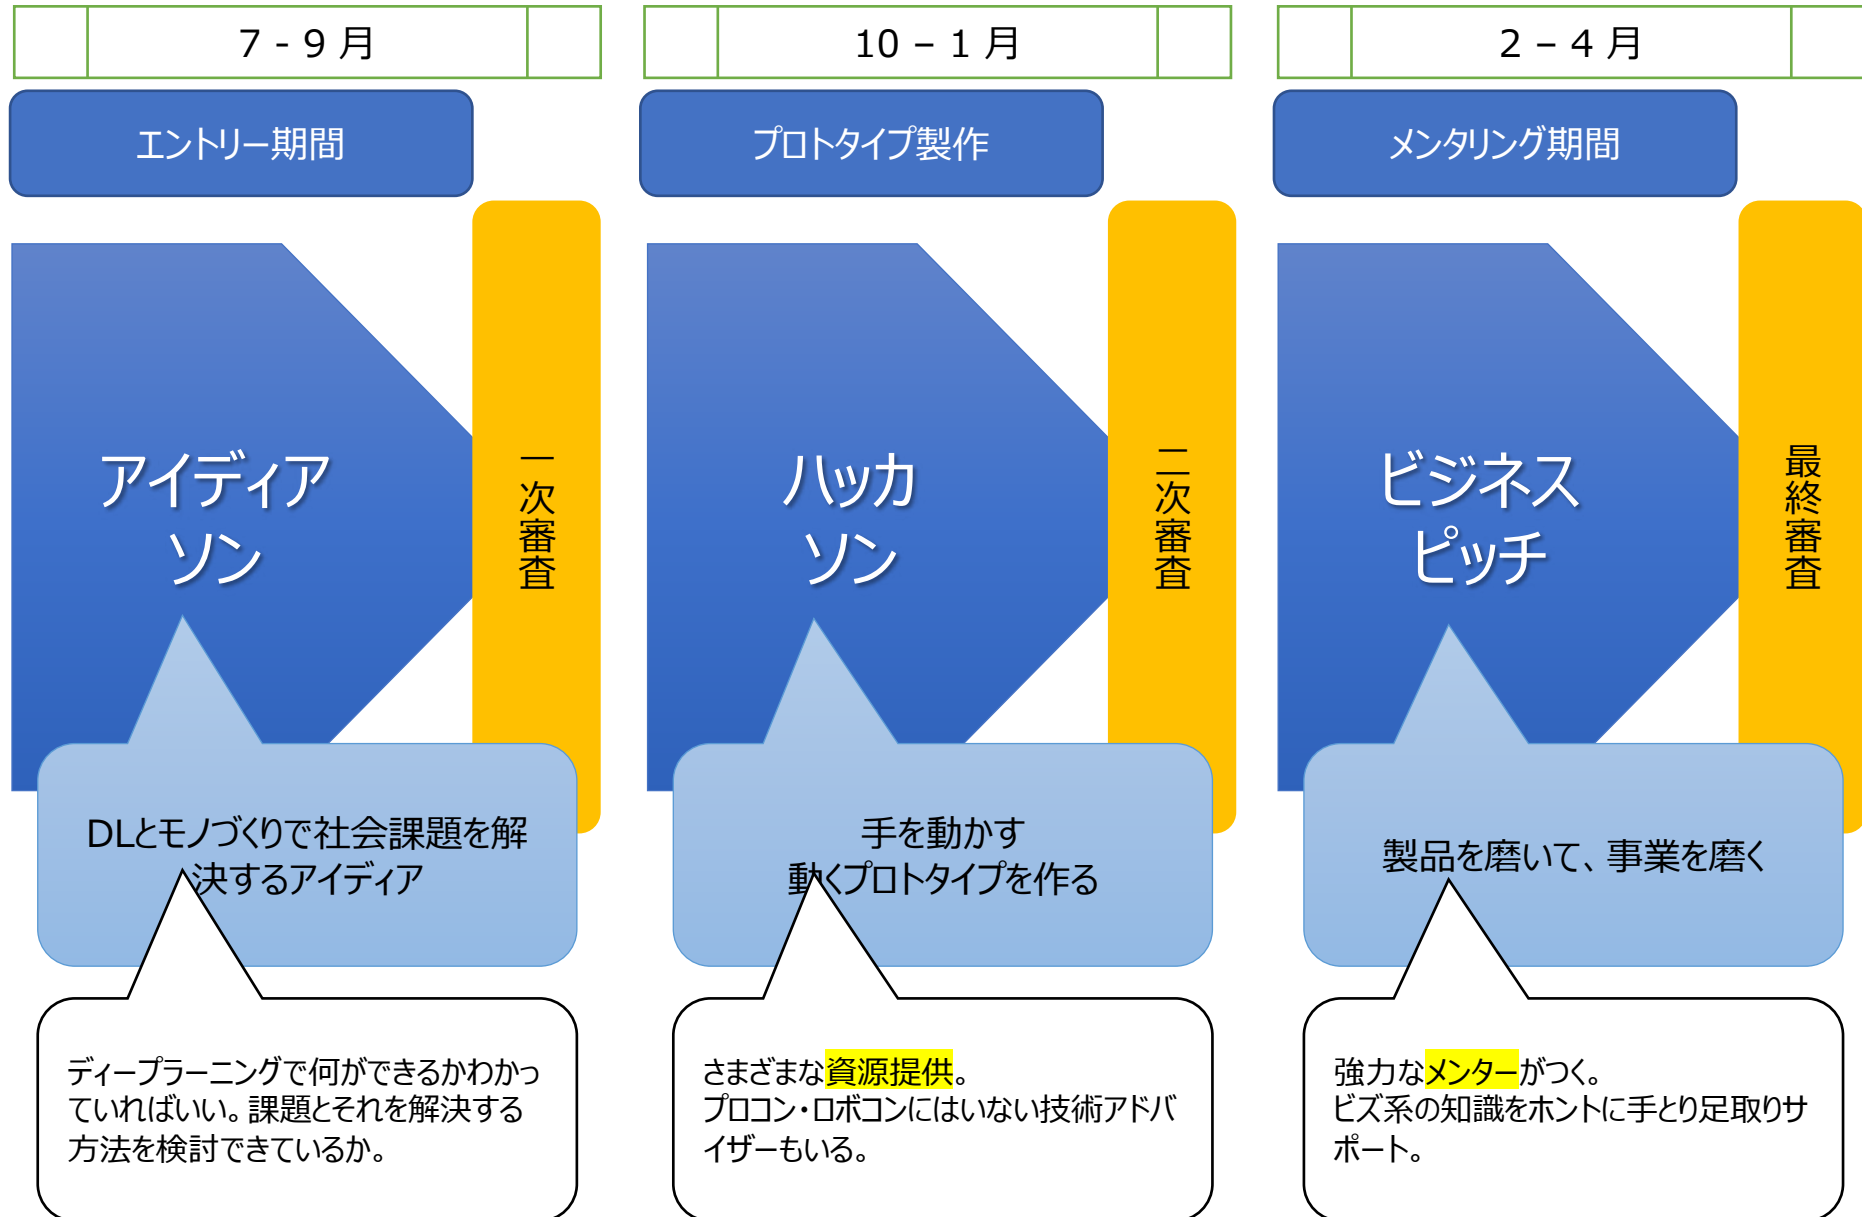 7 - 9 月
エントリー期間
アイディア
ソン
一次審査
DLとモノづくりで社会課題を解
決するアイディア
ディープラーニングで何ができるかわかっ
ていればいい。課題とそれを解決する
方法を検討できているか。
10 – 1 月
プロトタイプ製作
ハッカ
ソン
二次審査
手を動かす
動くプロトタイプを作る
さまざまな資源提供。
プロコン・ロボコンにはいない技術アドバ
イザーもいる。
2 – 4 月
メンタリング期間
ビジネス
ピッチ
最終審査
製品を磨いて、事業を磨く
強力なメンターがつく。
ビズ系の知識をホントに手とり足取りサ
ポート。